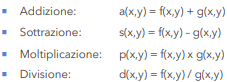 ▪ Addizione: a(x,y) = f(x,y) + g(x,y)
▪ Sottrazione: s(x,y) = f(x,y) - g(x,y)
▪ Moltiplicazione: p(x,y) = f(x,y) x g(x,y)
▪ Divisione: d(x,y) = f(x,y) / g(x,y)